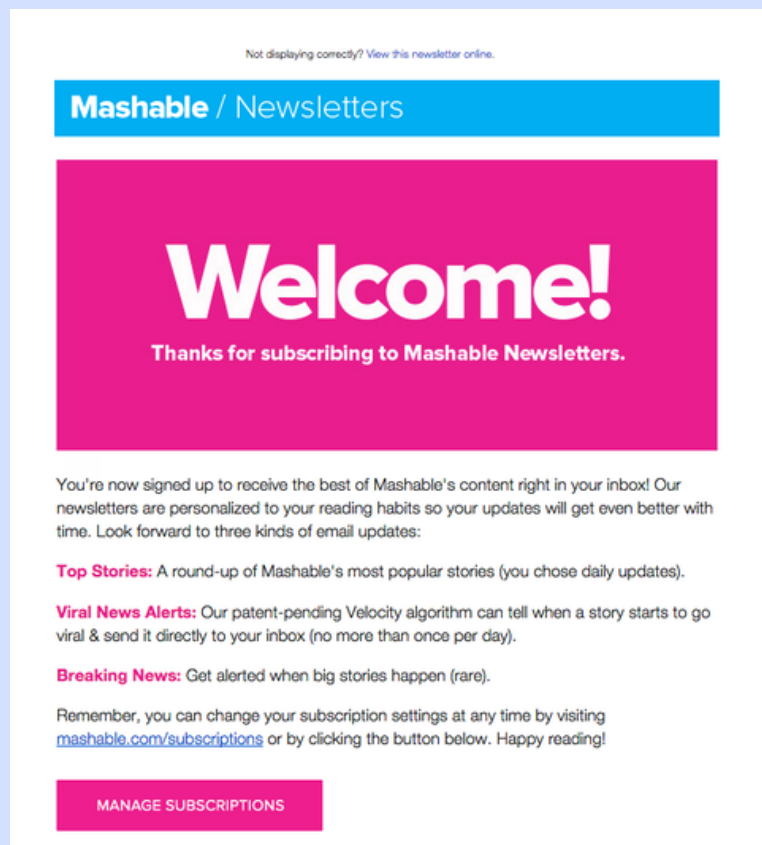 Not displaying correctly? View this newsletter online.
Mashable / Newsletters
Welcome!
Thanks for subscribing to Mashable Newsletters.
You're now signed up to receive the best of Mashable's content right in your inbox! Our
newsletters are personalized to your reading habits so your updates will get even better with
time. Look forward to three kinds of email updates:
Top Stories: A round-up of Mashable's most popular stories (you chose daily updates).
Viral News Alerts: Our patent-pending Velocity algorithm can tell when a story starts to go
viral & send it directly to your inbox (no more than once per day).
Breaking News: Get alerted when big stories happen (rare).
Remember, you can change your subscription settings at any time by visiting
mashable.com/subscriptions or by clicking the button below. Happy reading!
MANAGE SUBSCRIPTIONS